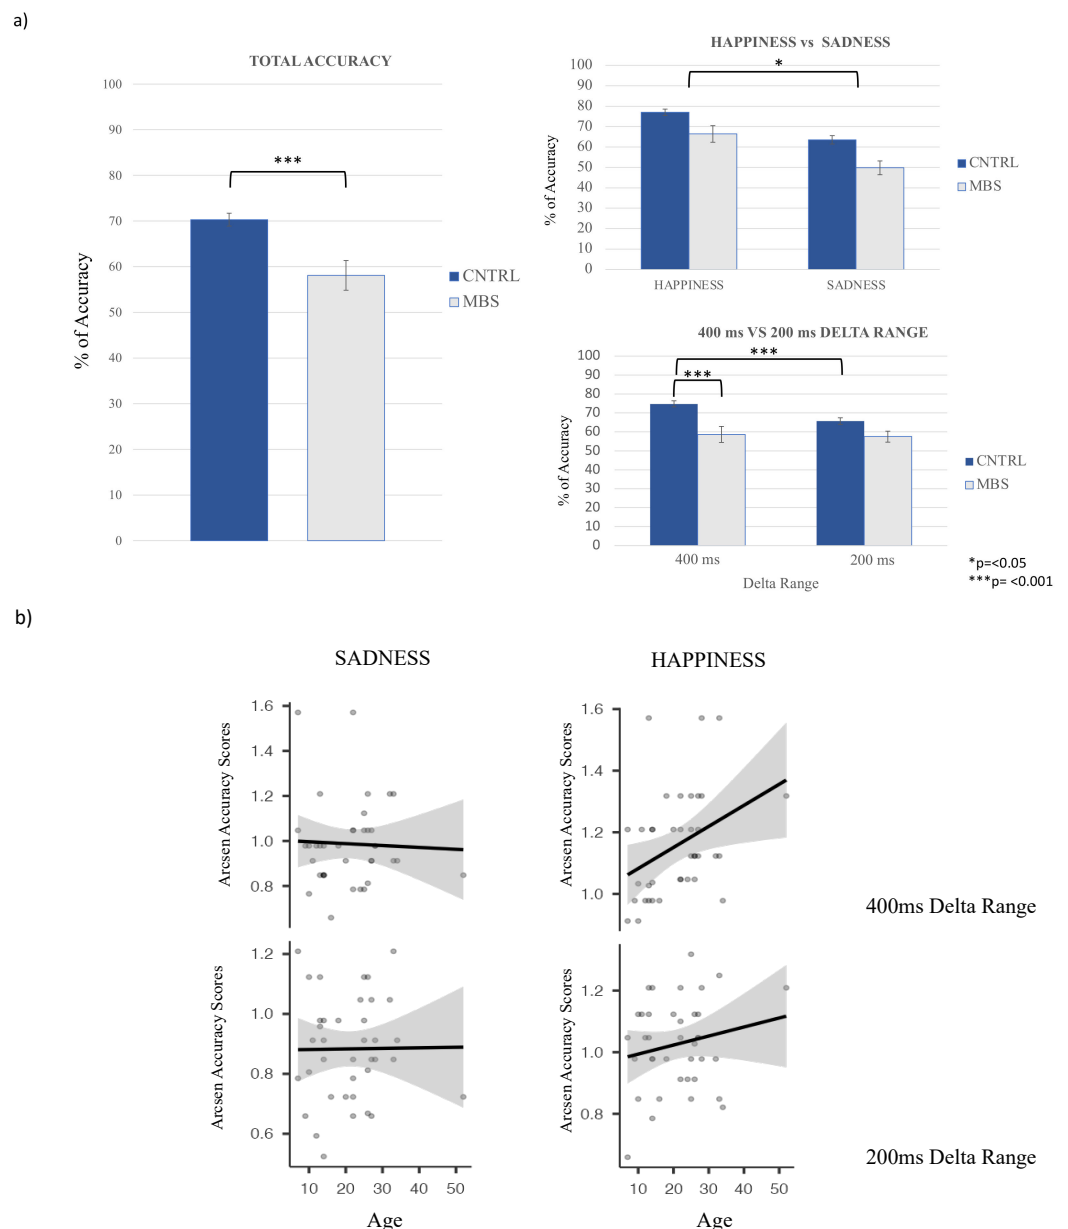 a)
TOTAL ACCURACY
100
90
80
70
60
50
40
30
20
10
0
% of Accuracy
***
CNTRL
MBS
HAPPINESS vs SADNESS
100
90
80
70
60
50
40
30
20
10
0
% of Accuracy
*
HAPPINESS
SADNESS
CNTRL
MBS
400 ms VS 200 ms DELTA RANGE
100
90
80
70
60
50
40
30
20
10
0
% of Accuracy
***
***
400 ms
200 ms
Delta Range
CNTRL
MBS
*p=<0.05
***p= <0.001
b)
SADNESS
HAPPINESS
Arcsen Accuracy Scores
1.6
1.4
1.2
1.0
0.8
Arcsen Accuracy Scores
1.6
1.4
1.2
1.0
400ms Delta Range
Arcsen Accuracy Scores
1.2
1.0
0.8
0.6
10 20 30 40 50
Age
Arcsen Accuracy Scores
1.2
1.0
0.8
10 20 30 40 50
Age
200ms Delta Range